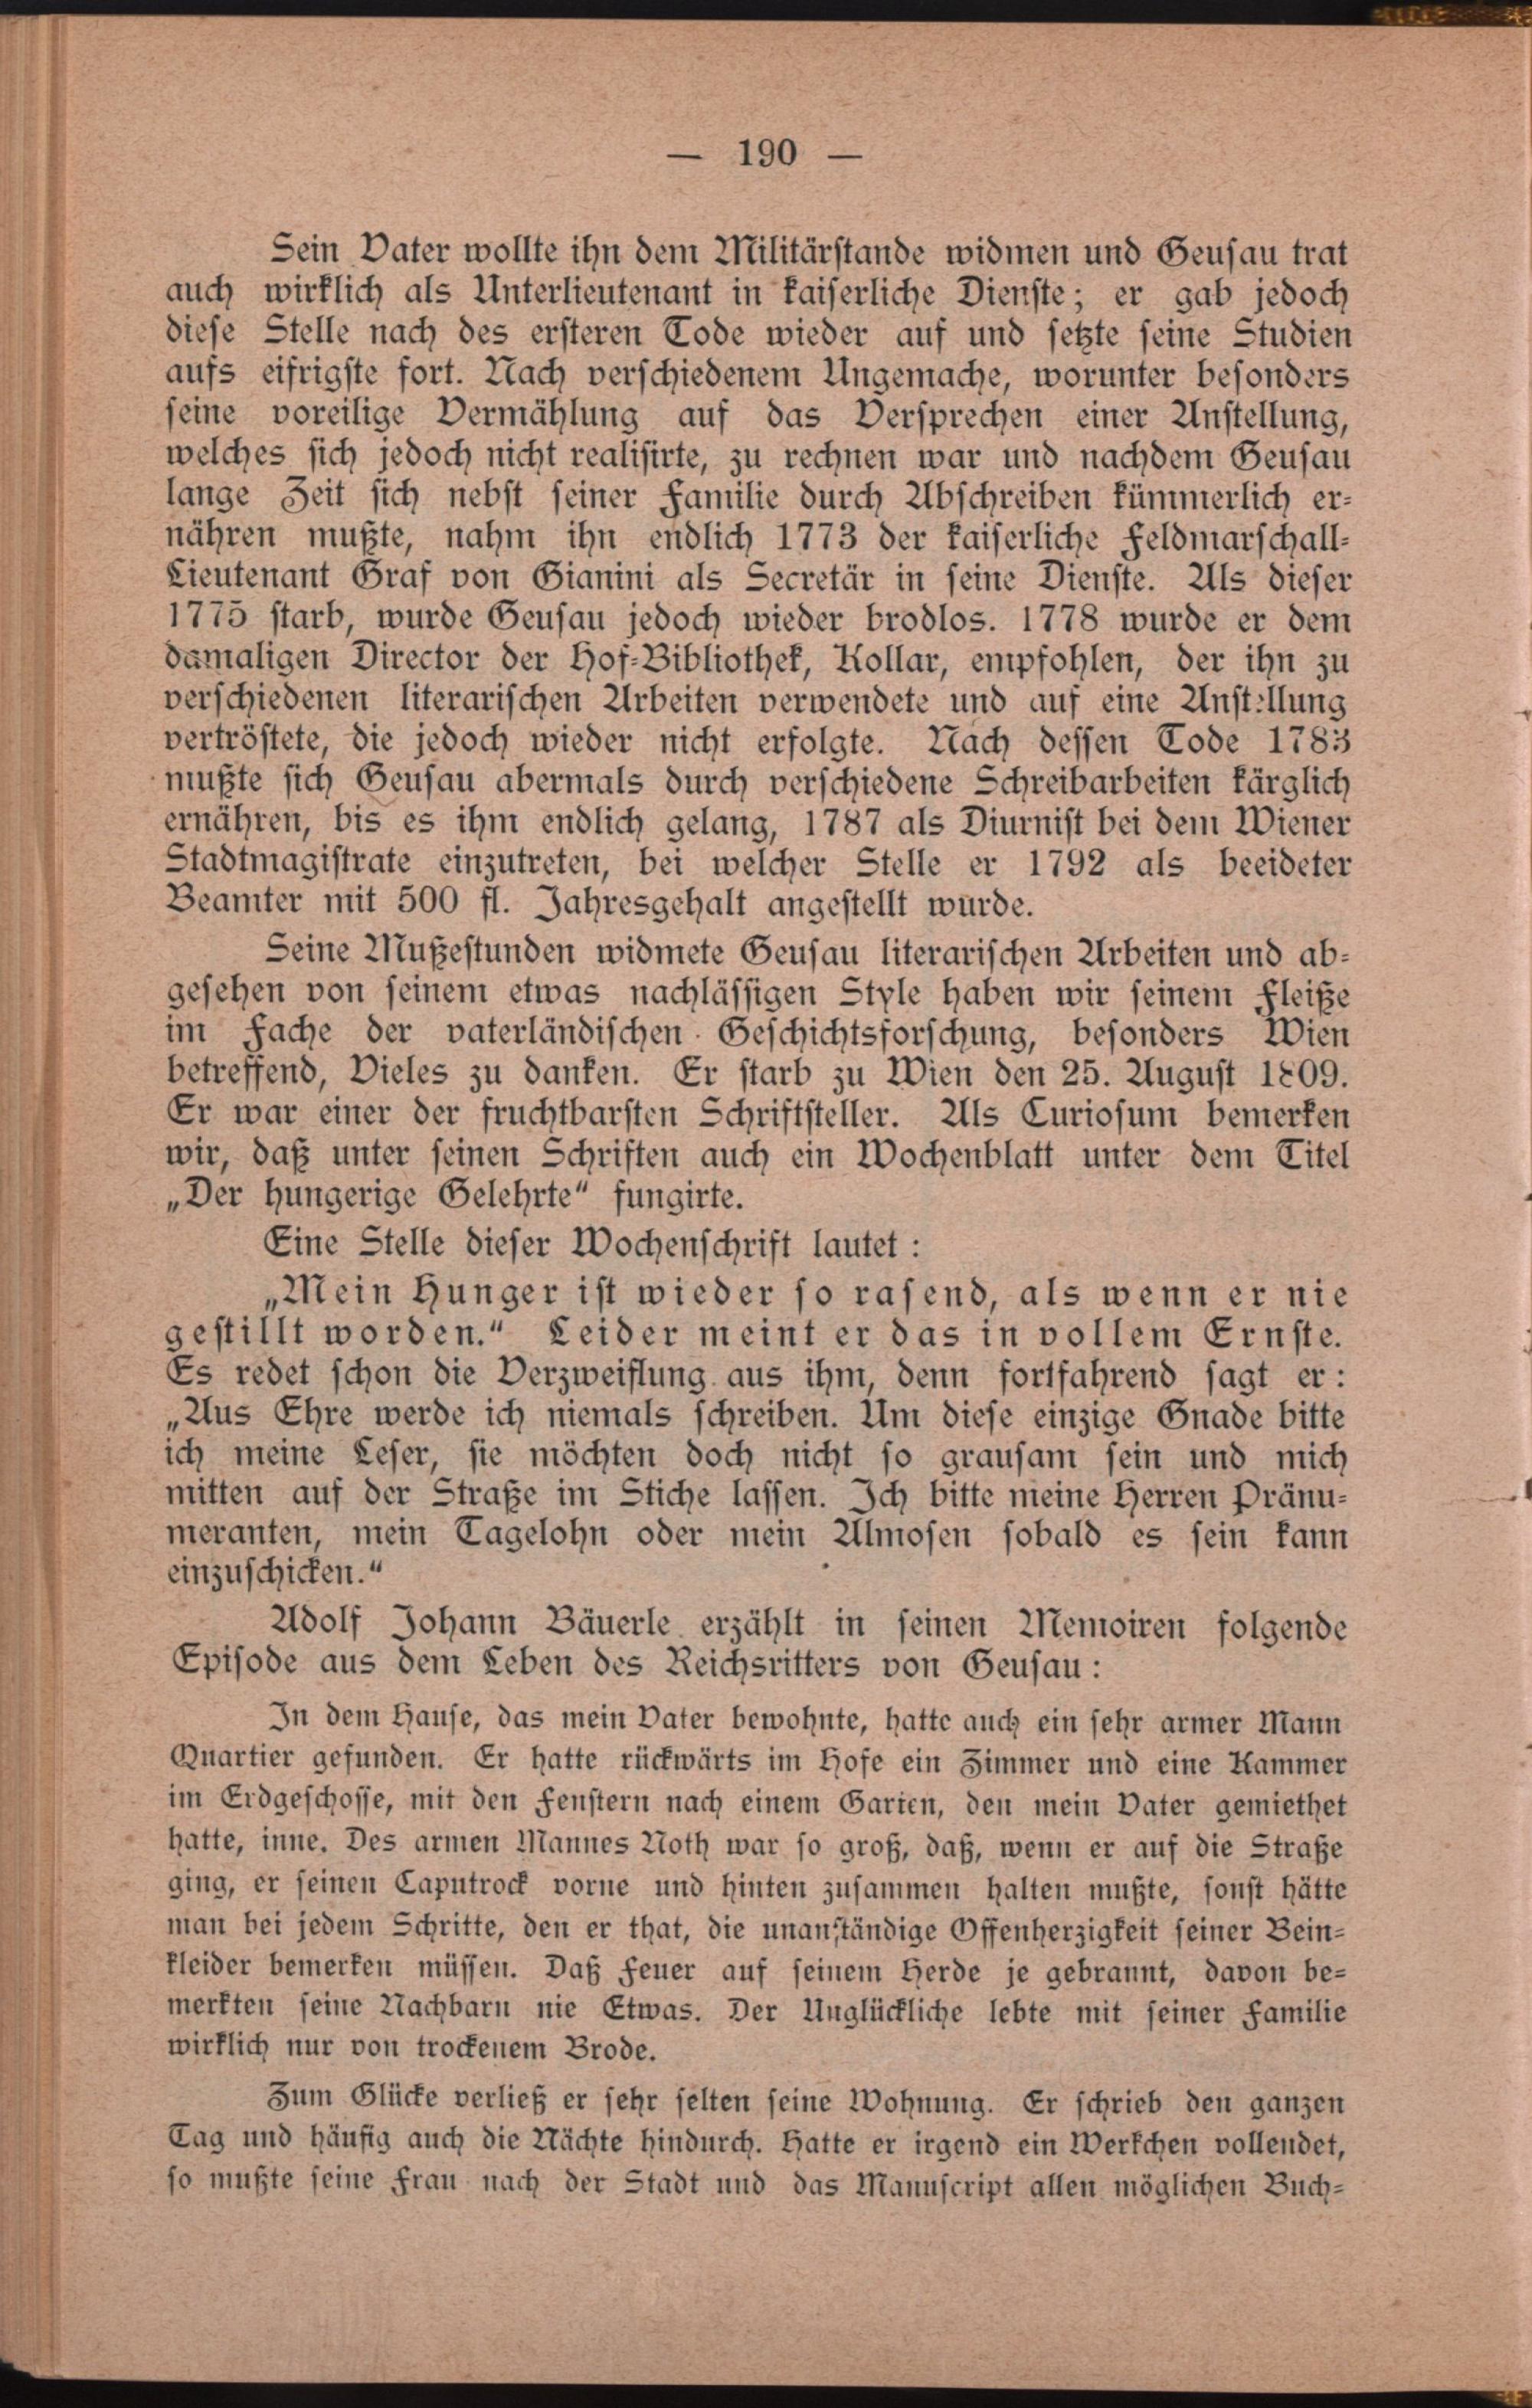 — 190 —
Sein Vater wollte ihn dem Militärstande widmen und Geusau trat
auch wirklich als Unterlieutenant in kaiserliche Dienste; er gab jedoch
diese Stelle nach des ersteren Tode wieder auf und setzte seine Studien
aufs eifrigste fort. Nach verschiedenem Ungemache, worunter besonders
seine voreilige Vermählung auf das Versprechen einer Anstellung,
welches sich jedoch nicht realisirte, zu rechnen war und nachdem Geusau
lange Zeit sich nebst seiner Familie durch Abschreiben kümmerlich er-
nähren mußte, nahm ihn endlich 1773 der kaiserliche Feldmarschall-
Lieutenant Graf von Gianini als Secretär in seine Dienste. Als dieser
1775 starb, wurde Geusau jedoch wieder brodlos. 1778 wurde er dem
damaligen Director der Hof-Bibliothek, Kollar, empfohlen, der ihn zu
verschiedenen literarischen Arbeiten verwendete und auf eine Anstellung
vertröstete, die jedoch wieder nicht erfolgte. Nach dessen Tode 1783
mußte sich Geusau abermals durch verschiedene Schreibarbeiten kärglich
ernähren, bis es ihm endlich gelang, 1787 als Diurnist bei dem Wiener
Stadtmagistrate einzutreten, bei welcher Stelle er 1792 als beeideter
Beamter mit 500 fl. Jahresgehalt angestellt wurde.
Seine Mußestunden widmete Geusau literarischen Arbeiten und ab-
gesehen von seinem etwas nachlässigen Style haben wir seinem Fleiße
im Fache der vaterländischen Geschichtsforschung, besonders Wien
betreffend, Vieles zu danken. Er starb zu Wien den 25. August 1809.
Er war einer der fruchtbarsten Schriftsteller. Als Curiosum bemerken
wir, daß unter seinen Schriften auch ein Wochenblatt unter dem Titel
„Der hungerige Gelehrte“ fungirte.
Eine Stelle dieser Wochenschrift lautet:
„Mein Hunger ist wieder so rasend, als wenn er nie
gestillt worden.“ Leider meint er das in vollem Ernste.
Es redet schon die Verzweiflung aus ihm, denn fortfahrend sagt er:
„Aus Ehre werde ich niemals schreiben. Um diese einzige Gnade bitte
ich meine Leser, sie möchten doch nicht so grausam sein und mich
mitten auf der Straße im Stiche lassen. Ich bitte meine Herren Pränu-
meranten, mein Tagelohn oder mein Almosen sobald es sein kann
einzuschicken.“
Adolf Johann Bäuerle erzählt in seinen Memoiren folgende
Episode aus dem Leben des Reichsritters von Geusau:
In dem Hause, das mein Vater bewohnte, hatte auch ein sehr armer Mann
Quartier gefunden. Er hatte rückwärts im Hofe ein Zimmer und eine Kammer
im Erdgeschosse, mit den Fenstern nach einem Garten, den mein Vater gemiethet
hatte, inne. Des armen Mannes Noth war so groß, daß, wenn er auf die Straße
ging, er seinen Caputrock vorne und hinten zusammen halten mußte, sonst hätte
man bei jedem Schritte, den er that, die unanständige Offenherzigkeit seiner Bein-
kleider bemerken müssen. Daß Feuer auf seinem Herde je gebrannt, davon be-
merkten seine Nachbarn nie Etwas. Der Unglückliche lebte mit seiner Familie
wirklich nur von trockenem Brode.
Zum Glücke verließ er sehr selten seine Wohnung. Er schrieb den ganzen
Tag und häufig auch die Nächte hindurch. Hatte er irgend ein Werkchen vollendet,
so mußte seine Frau nach der Stadt und das Manuscript allen möglichen Buch-